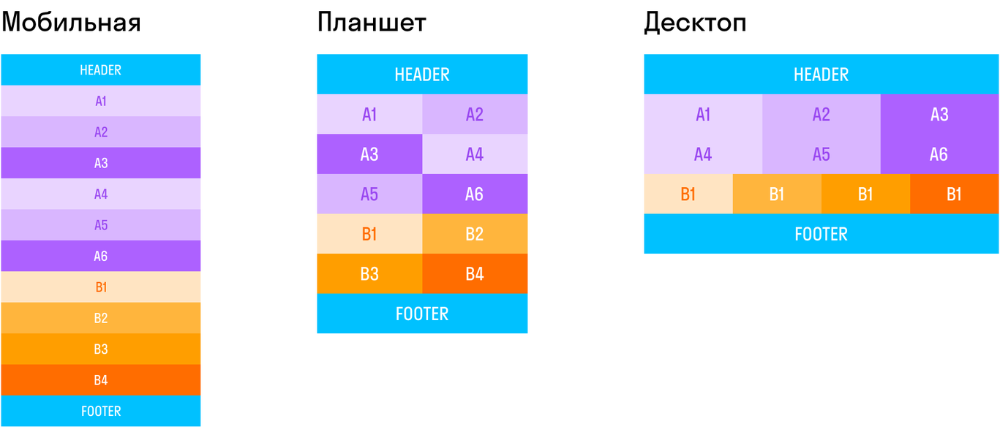 Мобильная
HEADER
A1
A2
A3
A4
A5
A6
B1
B2
B3
B4
FOOTER
Планшет
HEADER
A1 A2
A3 A4
A5 A6
B1 B2
B3 B4
FOOTER
Десктоп
HEADER
A1 A2 A3
A4 A5 A6
B1 B1 B1 B1
FOOTER